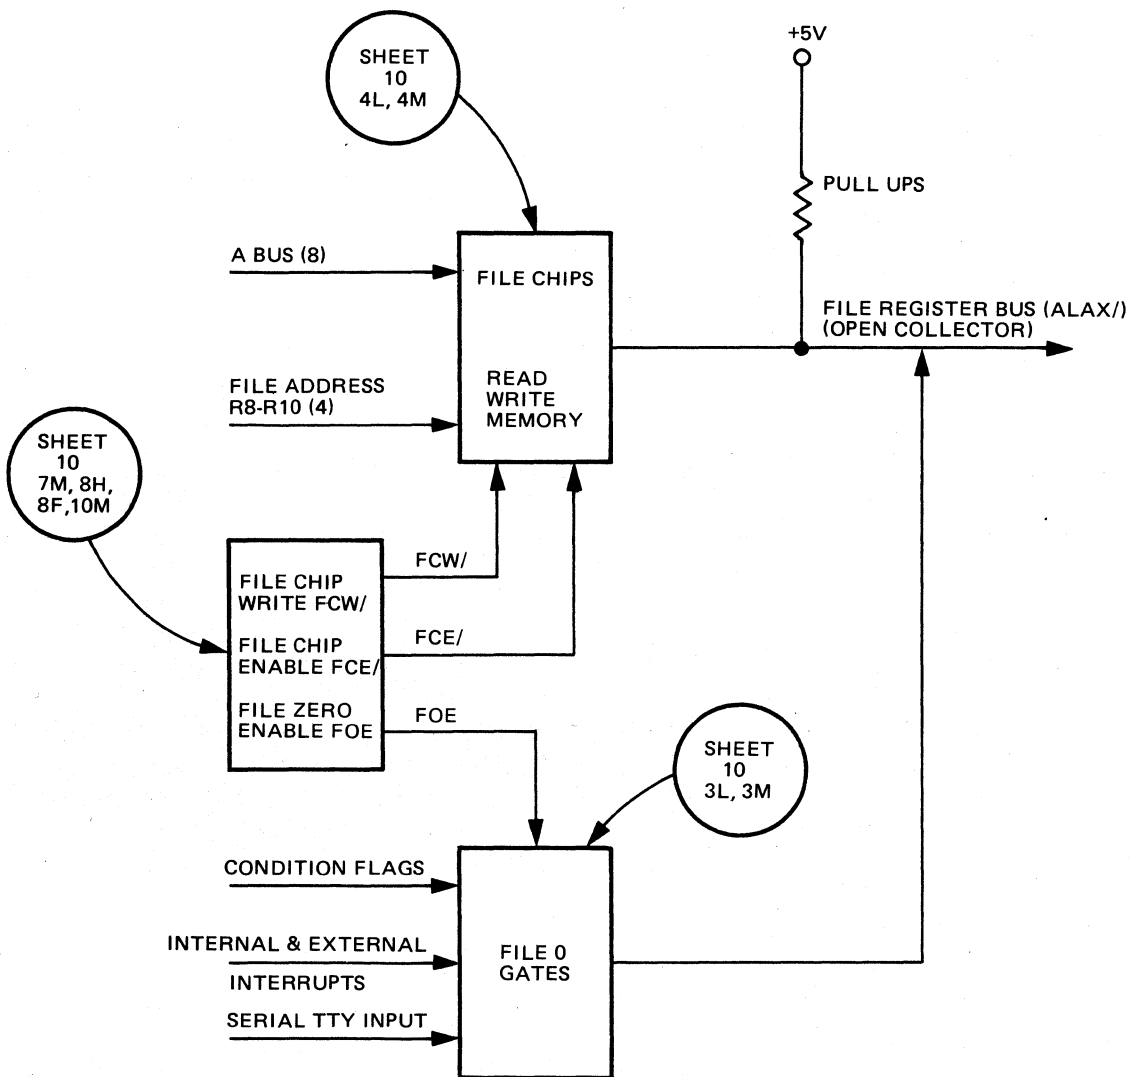 SHEET
10
4L, 4M
+5V
PULL UPS
A BUS (8)
FILE CHIPS
READ
WRITE
MEMORY
FILE REGISTER BUS (ALAX/)
(OPEN COLLECTOR)
FILE ADDRESS
R8-R10 (4)
SHEET
10
7M, 8H,
8F,10M
FILE CHIP
WRITE FCW/
FILE CHIP
ENABLE FCE/
FILE ZERO
ENABLE FOE
FCW/
FCE/
FOE
SHEET
10
3L, 3M
CONDITION FLAGS
INTERNAL & EXTERNAL
INTERRUPTS
SERIAL TTY INPUT
FILE 0
GATES